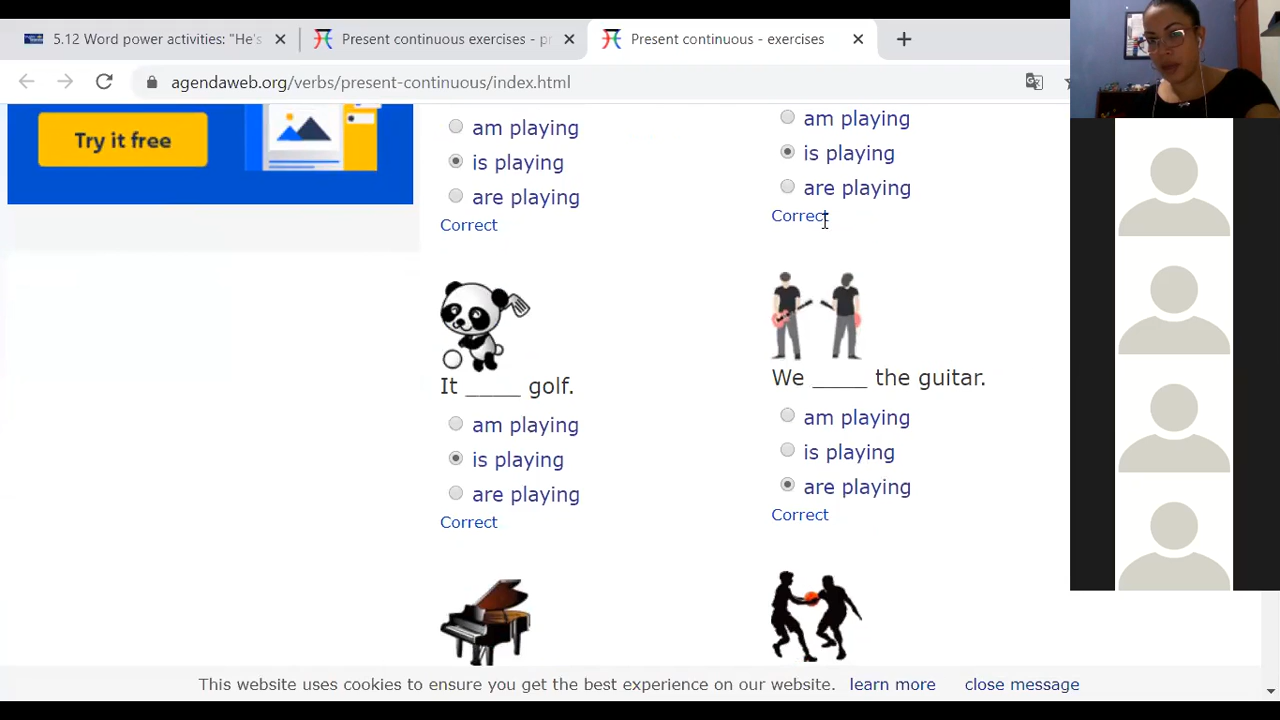 5.12 Word power activities: "He's
Present continuous exercises - pr
Present continuous - exercises
agendaweb.org/verbs/present-continuous/index.html
Try it free
am playing
is playing
are playing
Correct
am playing
is playing
are playing
Correct
It ____ golf.
am playing
is playing
are playing
Correct
We ____ the guitar.
am playing
is playing
are playing
Correct
This website uses cookies to ensure you get the best experience on our website. learn more close message